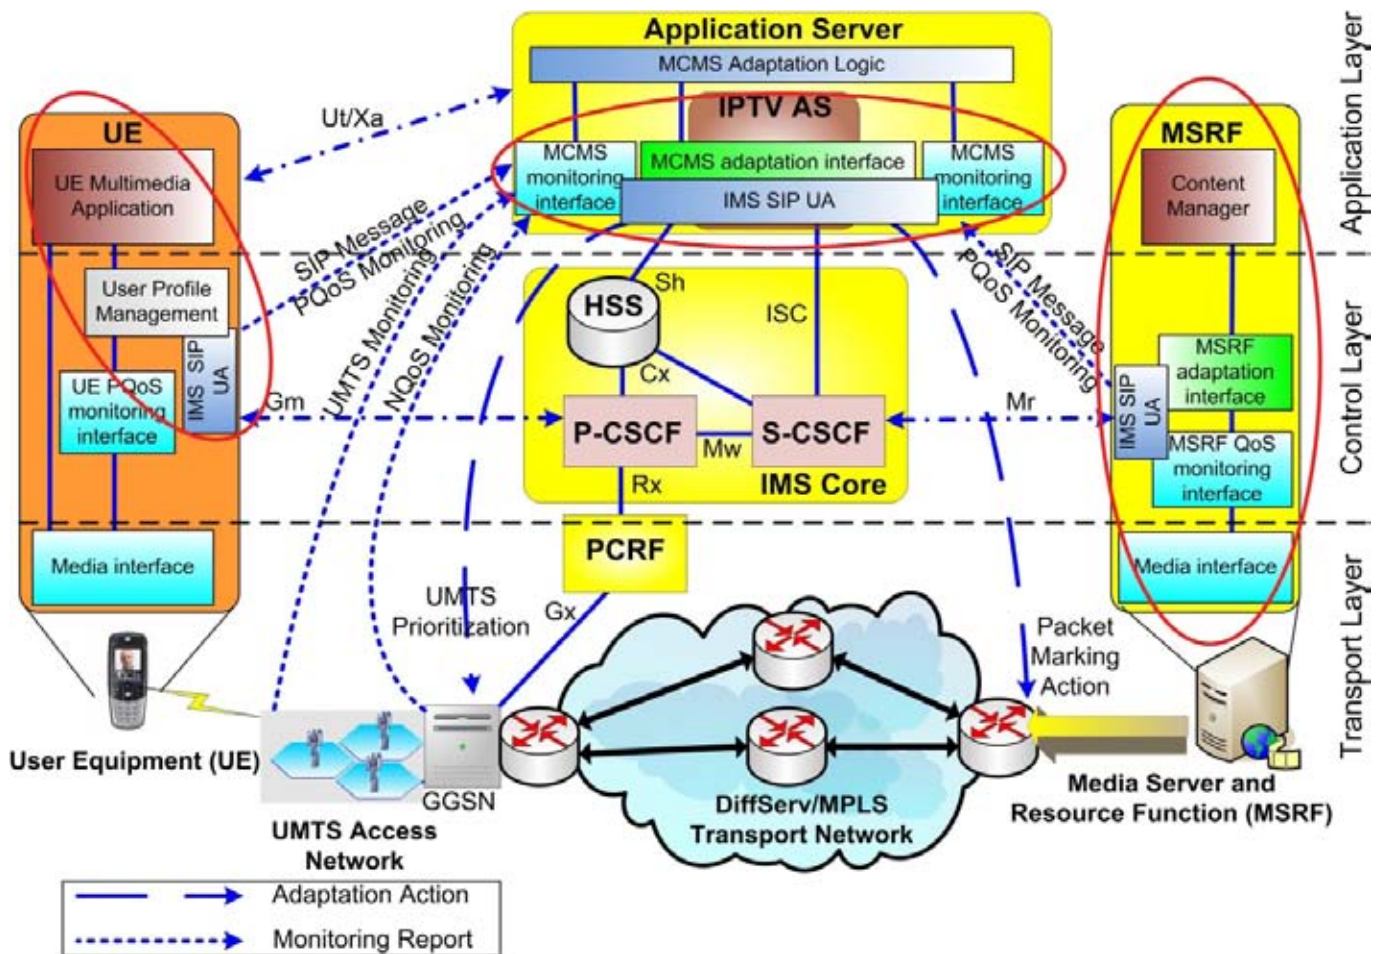 Application Server
MCMS Adaptation Logic
IPTV AS
MCMS
monitoring
interface
MCMS adaptation interface
MCMS
monitoring
interface
IMS SIP UA
Ut/Xa
UE
UE Multimedia
Application
User Profile
Management
IMS SIP
UA
UE PQoS
monitoring
interface
Media interface
SIP Message
PQoS Monitoring
UMTS Monitoring
NQoS Monitoring
Gm
HSS
Sh
ISC
Cx
P-CSCF
Mw
S-CSCF
Rx
IMS Core
Mr
SIP Message
PQoS Monitoring
MSRF
Content
Manager
MSRF
adaptation
interface
IMS SIP
UA
MSRF QoS
monitoring
interface
Media interface
Application Layer
Control Layer
Transport Layer
PCRF
Gx
UMTS
Prioritization
Packet
Marking
Action
User Equipment (UE)
GGSN
UMTS Access
Network
DiffServ/MPLS
Transport Network
Media Server and
Resource Function (MSRF)
Adaptation Action
Monitoring Report